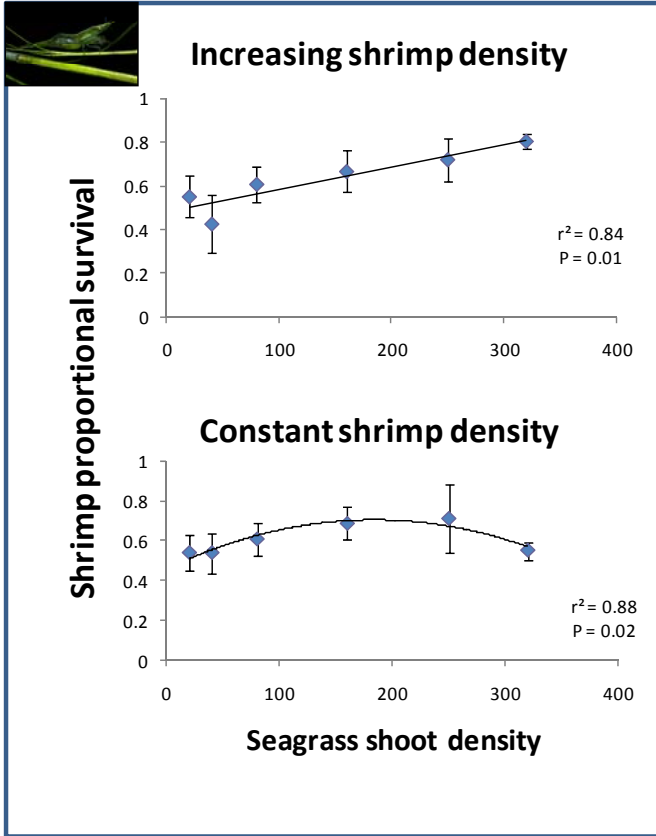 Increasing shrimp density
Shrimp proportional survival
1
0.8
0.6
0.4
0.2
0
0 100 200 300 400
r² = 0.84
P = 0.01
Constant shrimp density
1
0.8
0.6
0.4
0.2
0
0 100 200 300 400
r² = 0.88
P = 0.02
Seagrass shoot density